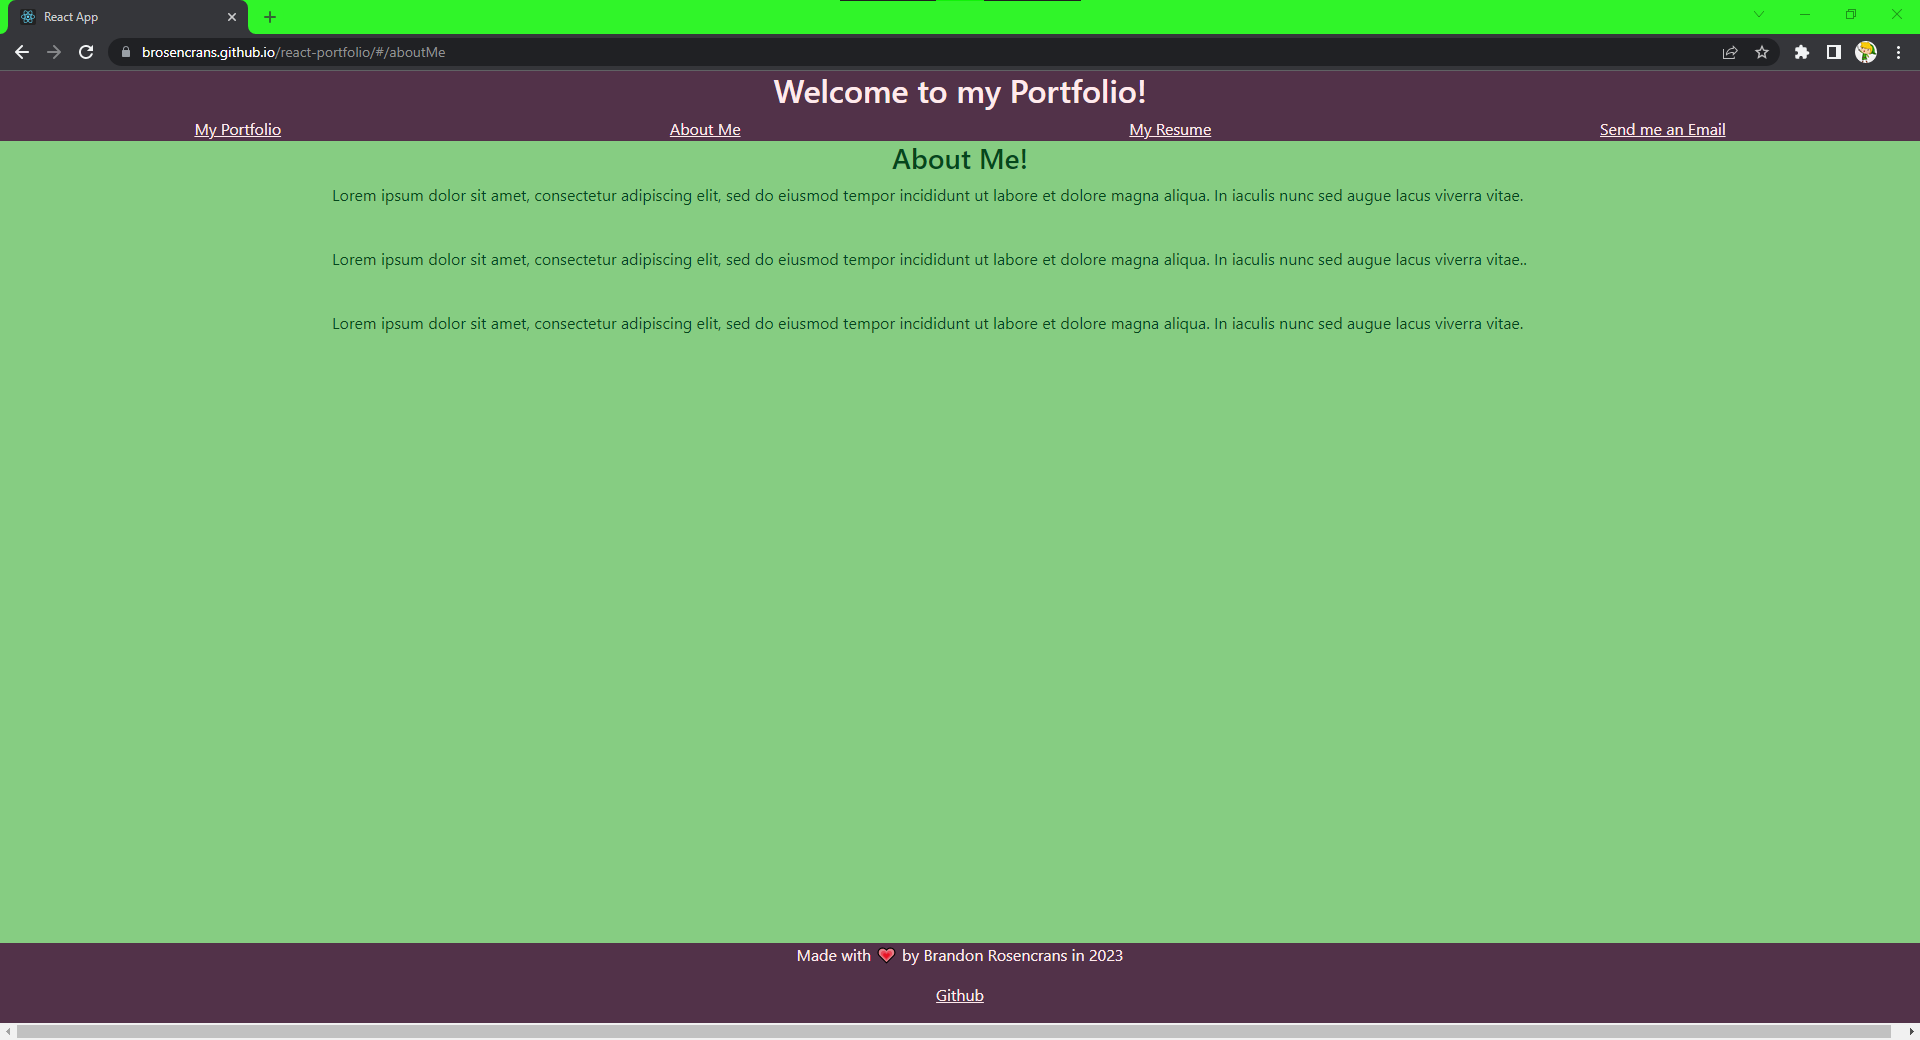 React App
brosencrans.github.io/react-portfolio/#/aboutMe
Welcome to my Portfolio!
My Portfolio About Me My Resume Send me an Email
About Me!
Lorem ipsum dolor sit amet, consectetur adipiscing elit, sed do eiusmod tempor incididunt ut labore et dolore magna aliqua. In iaculis nunc sed augue lacus viverra vitae.
Lorem ipsum dolor sit amet, consectetur adipiscing elit, sed do eiusmod tempor incididunt ut labore et dolore magna aliqua. In iaculis nunc sed augue lacus viverra vitae..
Lorem ipsum dolor sit amet, consectetur adipiscing elit, sed do eiusmod tempor incididunt ut labore et dolore magna aliqua. In iaculis nunc sed augue lacus viverra vitae.
Made with ❤️ by Brandon Rosencrans in 2023
Github